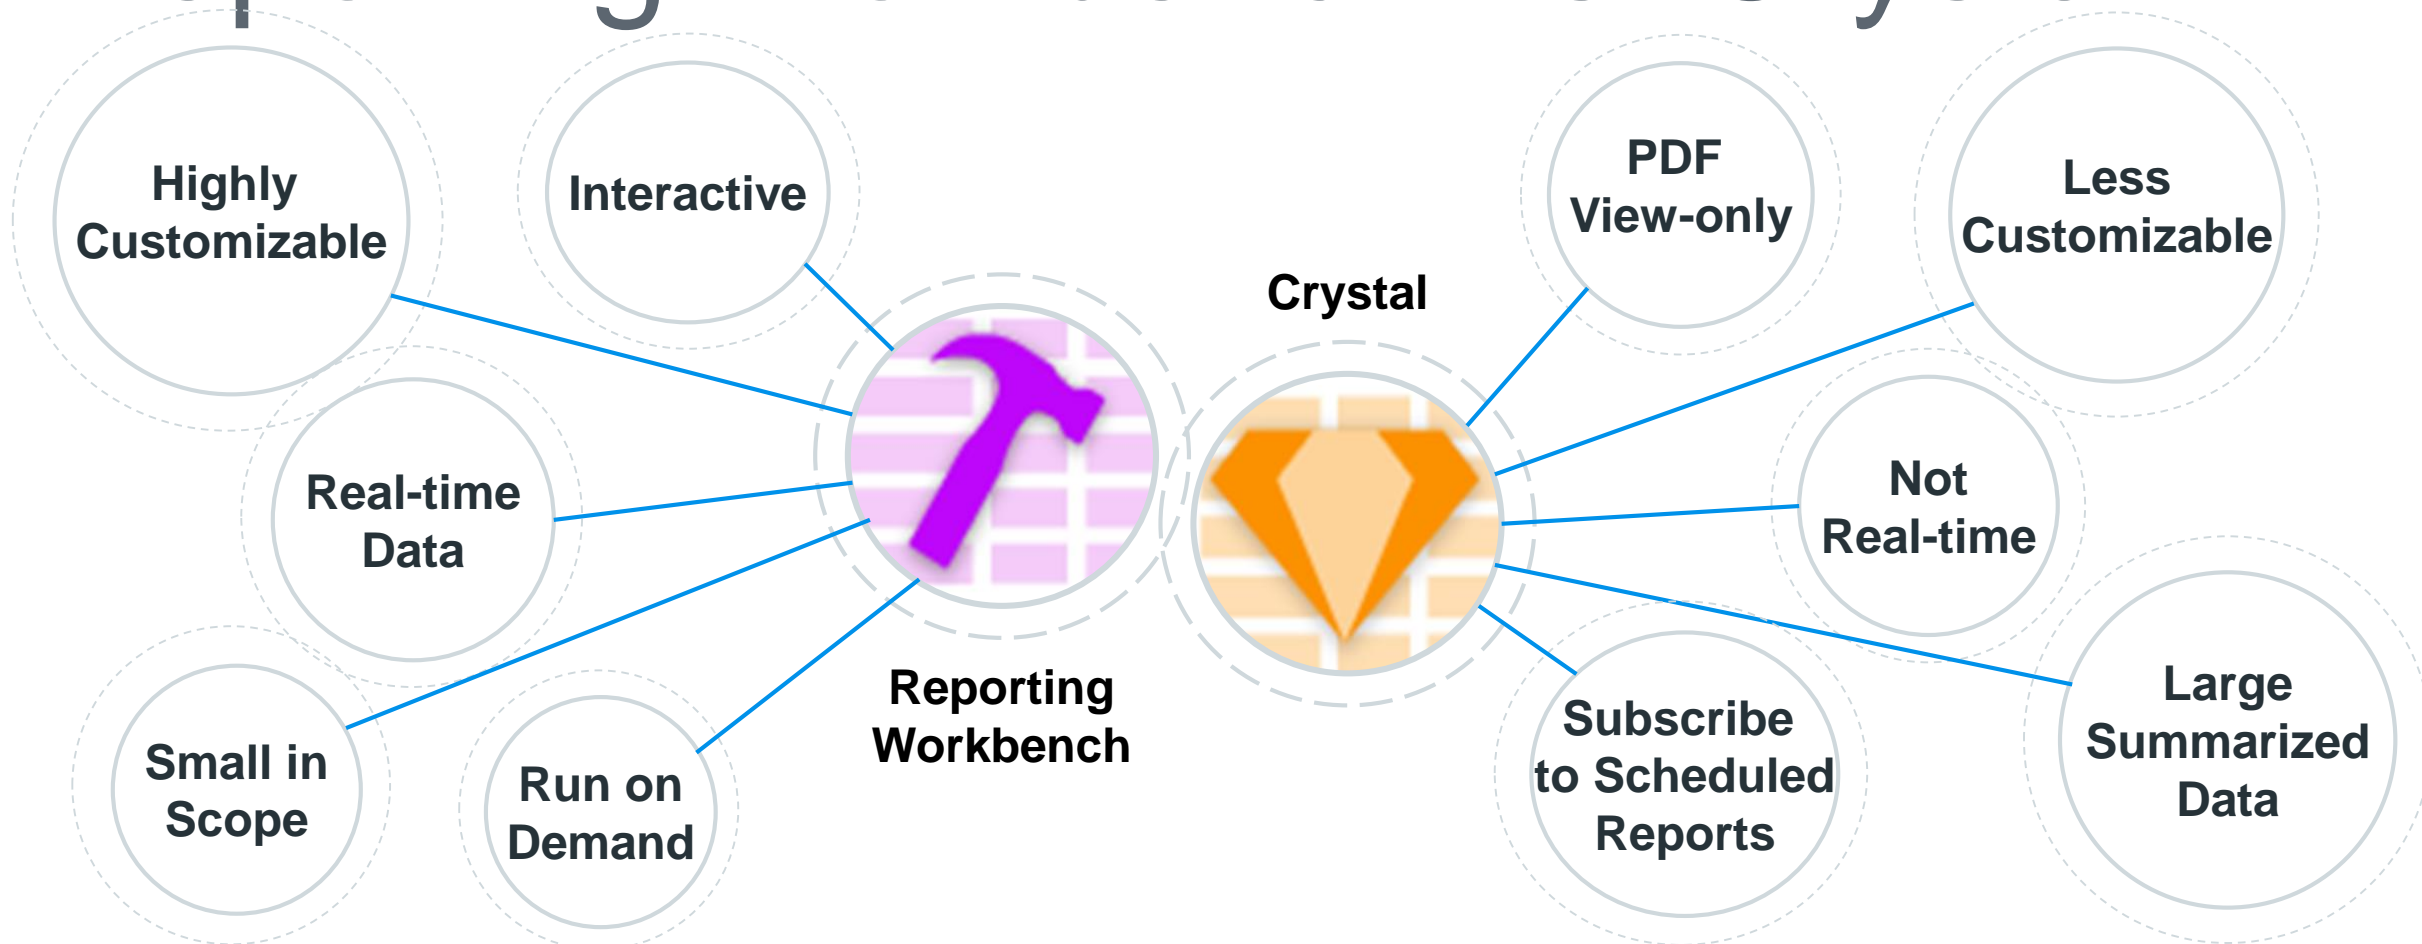 Highly
Customizable
Interactive
Real-time
Data
Small in
Scope
Run on
Demand
Reporting
Workbench
Crystal
PDF
View-only
Less
Customizable
Not
Real-time
Subscribe
to Scheduled
Reports
Large
Summarized
Data